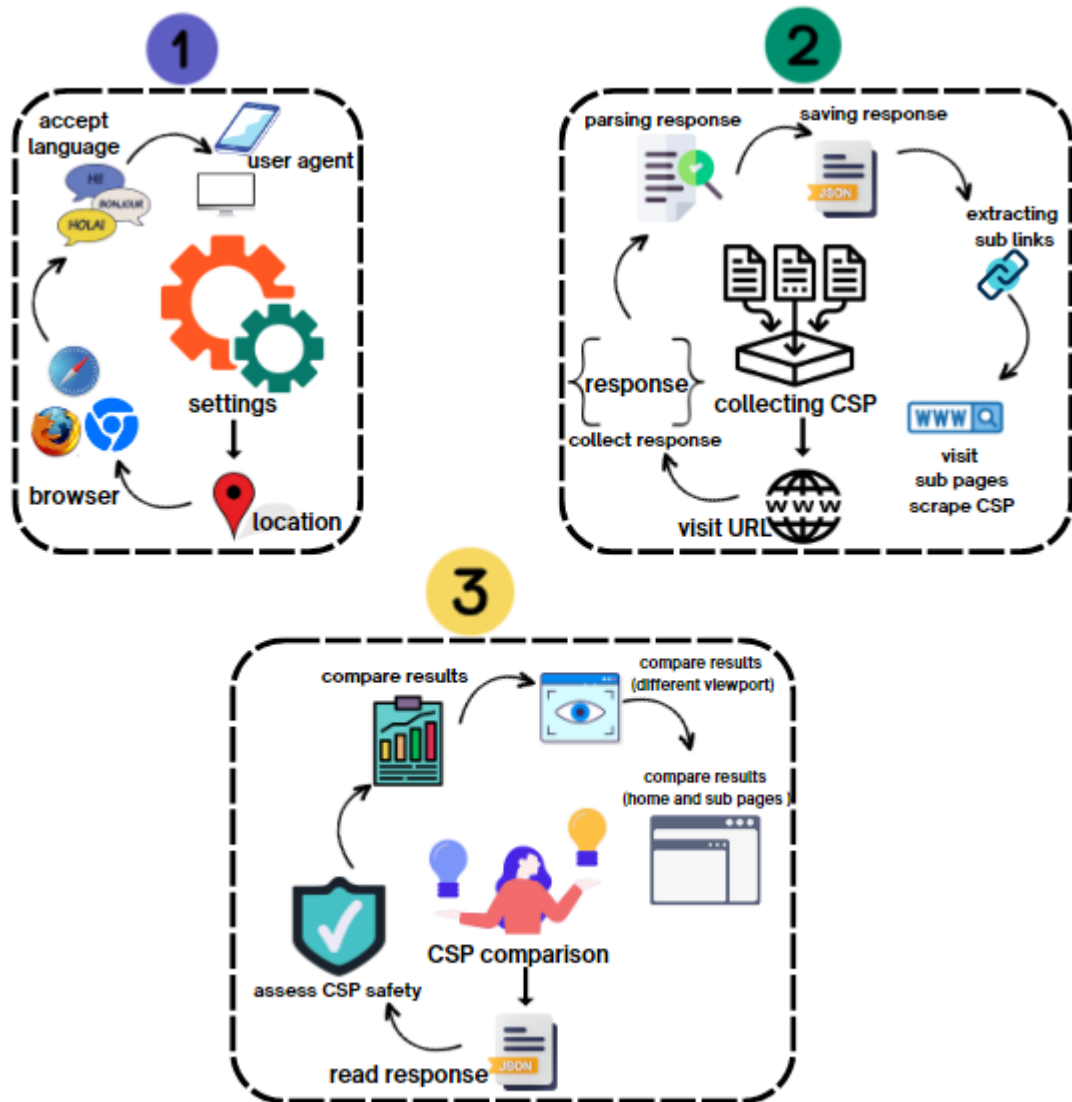 1
accept
language
user agent
HI!
BONJOUR
HOLA!
settings
browser
location
2
parsing response
saving response
JSON
extracting
sub links
{response}
collecting CSP
collect response
WWW
visit
sub pages
scrape CSP
visit URL
WWW
3
compare results
compare results
(different viewport)
compare results
(home and sub pages )
CSP comparison
assess CSP safety
read response
JSON